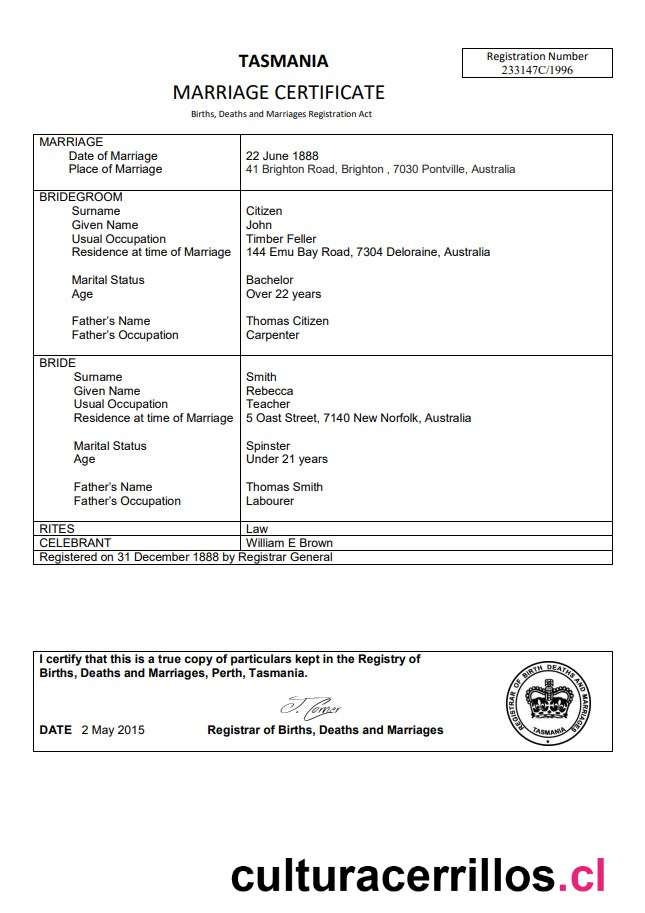 TASMANIA
MARRIAGE CERTIFICATE
Births, Deaths and Marriages Registration Act
Registration Number
233147C/1996
MARRIAGE
Date of Marriage 22 June 1888
Place of Marriage 41 Brighton Road, Brighton , 7030 Pontville, Australia
BRIDEGROOM
Surname Citizen
Given Name John
Usual Occupation Timber Feller
Residence at time of Marriage 144 Emu Bay Road, 7304 Deloraine, Australia
Marital Status Bachelor
Age Over 22 years
Father's Name Thomas Citizen
Father's Occupation Carpenter
BRIDE
Surname Smith
Given Name Rebecca
Usual Occupation Teacher
Residence at time of Marriage 5 Oast Street, 7140 New Norfolk, Australia
Marital Status Spinster
Age Under 21 years
Father's Name Thomas Smith
Father's Occupation Labourer
RITES Law
CELEBRANT William E Brown
Registered on 31 December 1888 by Registrar General
I certify that this is a true copy of particulars kept in the Registry of
Births, Deaths and Marriages, Perth, Tasmania.
DATE 2 May 2015 Registrar of Births, Deaths and Marriages
REGISTRAR OF BIRTH DEATHS AND MARRIAGES
TASMANIA
culturacerrillos.cl